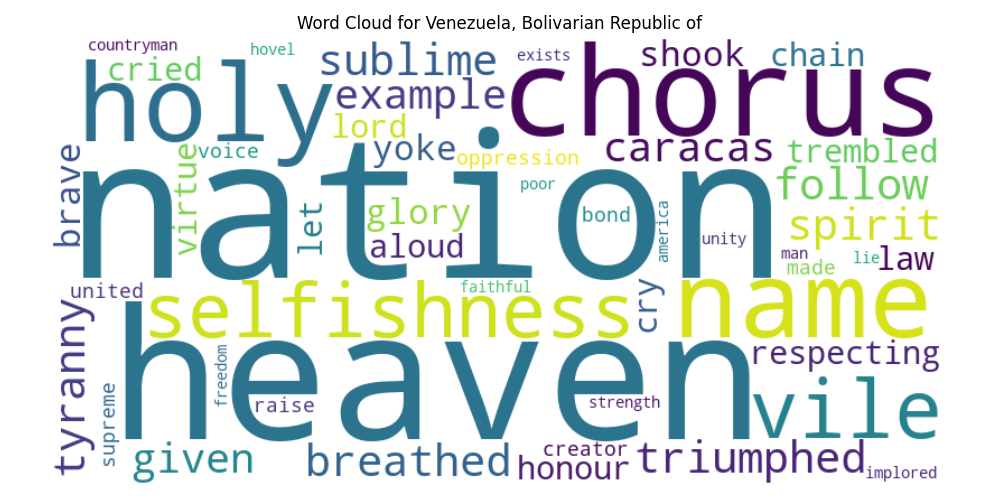 Word Cloud for Venezuela, Bolivarian Republic of
countryman hovel sublime exists shook chain
cried holy example chorus
lord
brave virtue voice yoke oppression caracas trembled
nation poor follow
let glory bond america spirit
aloud unity man law
made lie
united selfishness faithful cry name
tyranny heaven respecting
supreme freedom raise strength vile
given breathed creator honour triumphed implored